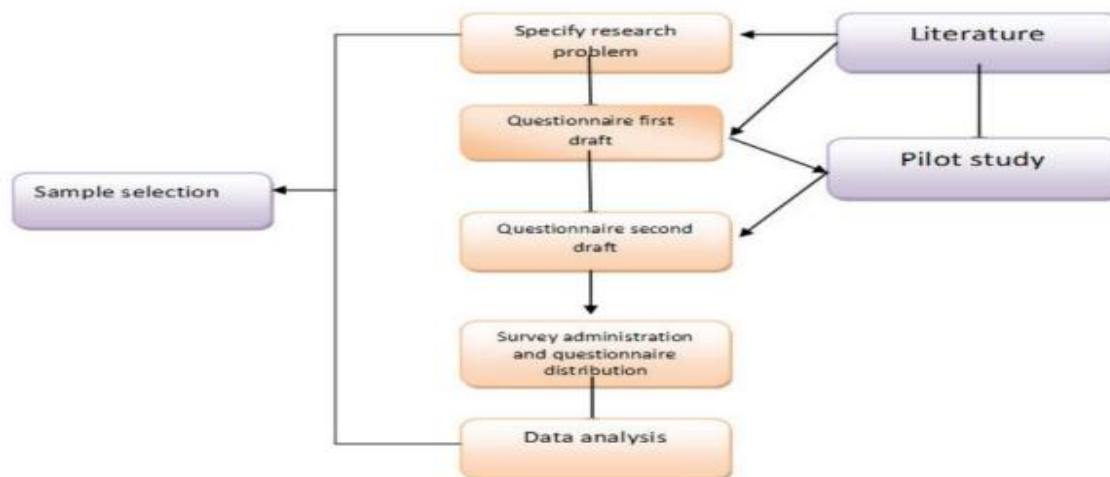 Specify research
problem
Literature
Questionnaire first
draft
Pilot study
Sample selection
Questionnaire second
draft
Survey administration
and questionnaire
distribution
Data analysis